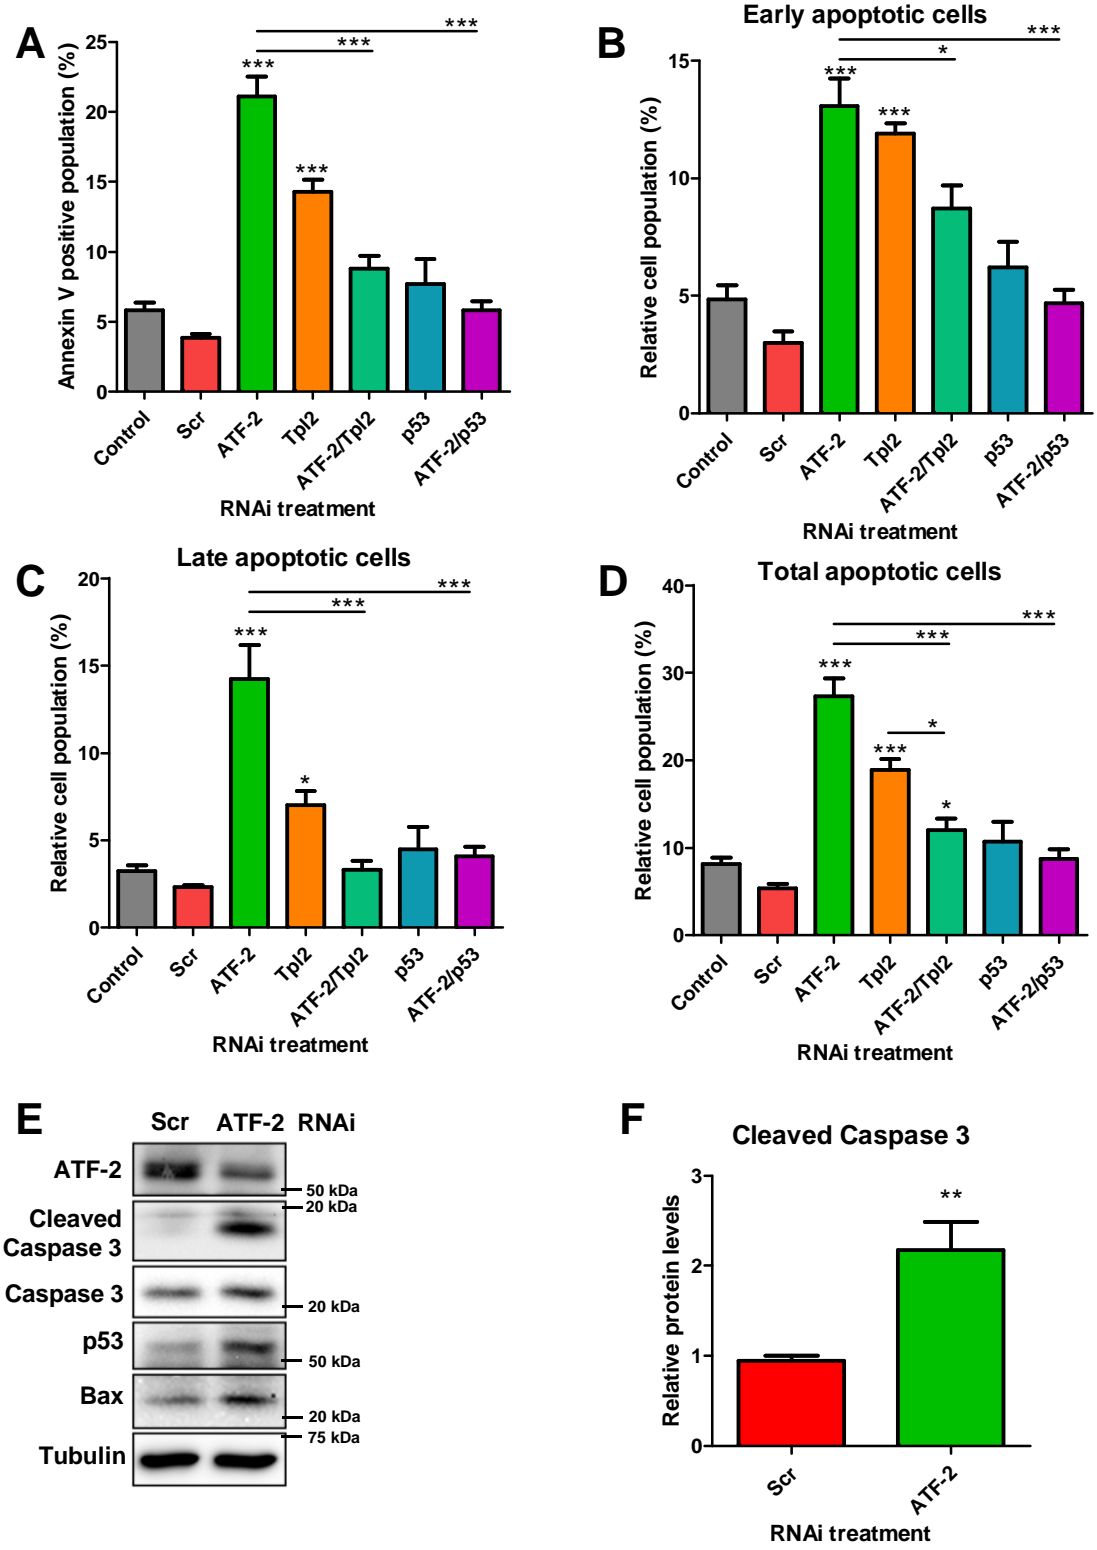 A
***
***
***
***
Annexin V positive population (%)
25
20
15
10
5
0
Control
Scr
ATF-2
Tpl2
ATF-2/Tpl2
p53
ATF-2/p53
RNAi treatment
B
Early apoptotic cells
***
*
***
***
Relative cell population (%)
15
10
5
0
Control
Scr
ATF-2
Tpl2
ATF-2/Tpl2
p53
ATF-2/p53
RNAi treatment
C
Late apoptotic cells
***
***
***
*
Relative cell population (%)
20
15
10
5
0
Control
Scr
ATF-2
Tpl2
ATF-2/Tpl2
p53
ATF-2/p53
RNAi treatment
D
Total apoptotic cells
***
***
***
*
***
*
Relative cell population (%)
40
30
20
10
0
Control
Scr
ATF-2
Tpl2
ATF-2/Tpl2
p53
ATF-2/p53
RNAi treatment
E
Scr ATF-2 RNAi
ATF-2
50 kDa
20 kDa
Cleaved
Caspase 3
Caspase 3
20 kDa
p53
50 kDa
Bax
20 kDa
75 kDa
Tubulin
F
Cleaved Caspase 3
**
Relative protein levels
3
2
1
0
Scr
ATF-2
RNAi treatment